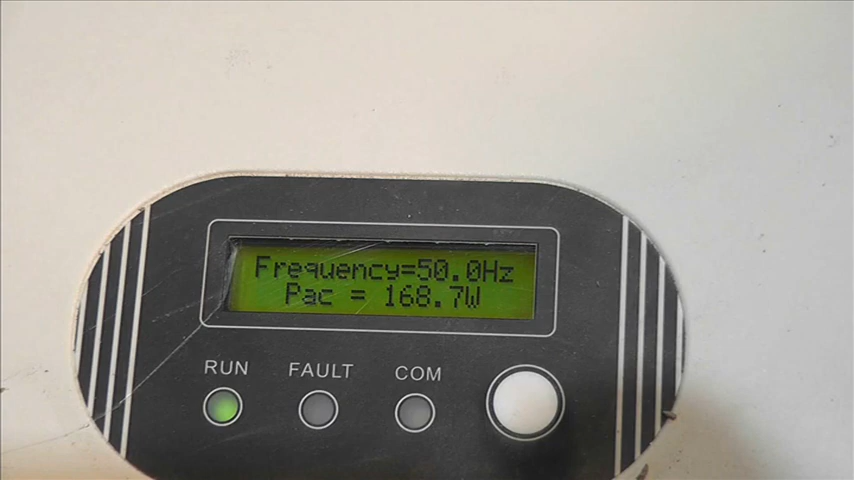 Frequency=50.0Hz
Pac = 168.7W
RUN FAULT COM